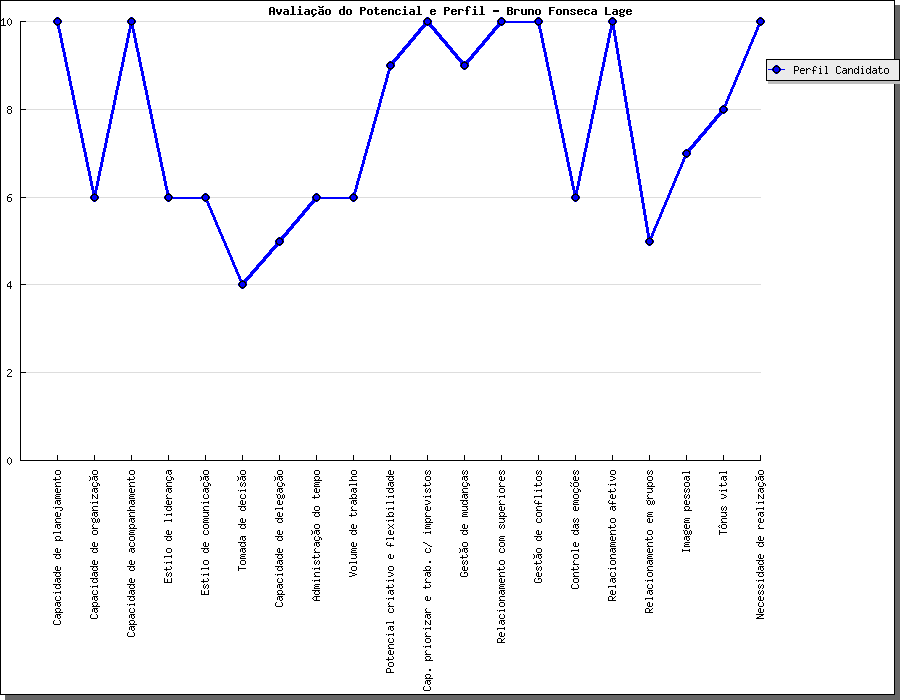 Avaliação do Potencial e Perfil - Bruno Fonseca Lage
10
8
6
4
2
0
Perfil Candidato
Capacidade de planejamento
Capacidade de organização
Capacidade de acompanhamento
Estilo de liderança
Estilo de comunicação
Tomada de decisão
Capacidade de delegação
Administração do tempo
Volume de trabalho
Potencial criativo e flexibilidade
Cap. priorizar e trab. c/ imprevistos
Gestão de mudanças
Relacionamento com superiores
Gestão de conflitos
Controle das emoções
Relacionamento afetivo
Relacionamento em grupos
Imagem pessoal
Tônus vital
Necessidade de realização